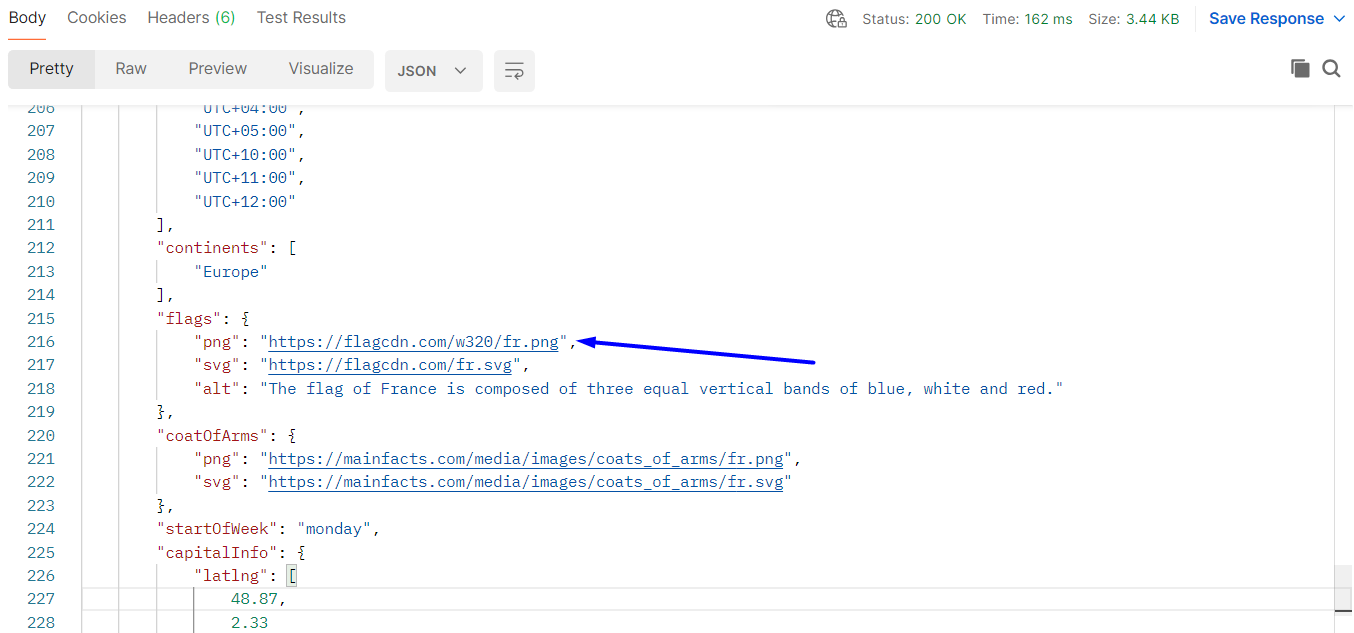 Body Cookies Headers (6) Test Results Status: 200 OK Time: 162 ms Size: 3.44 KB Save Response
Pretty Raw Preview Visualize JSON
206 "UTC+04:00",
207 "UTC+05:00",
208 "UTC+10:00",
209 "UTC+11:00",
210 "UTC+12:00"
211 ],
212 "continents": [
213 "Europe"
214 ],
215 "flags": {
216 "png": "https://flagcdn.com/w320/fr.png",
217 "svg": "https://flagcdn.com/fr.svg",
218 "alt": "The flag of France is composed of three equal vertical bands of blue, white and red."
219 },
220 "coatOfArms": {
221 "png": "https://mainfacts.com/media/images/coats_of_arms/fr.png",
222 "svg": "https://mainfacts.com/media/images/coats_of_arms/fr.svg"
223 },
224 "startOfWeek": "monday",
225 "capitalInfo": {
226 "latlng": [
227 48.87,
228 2.33